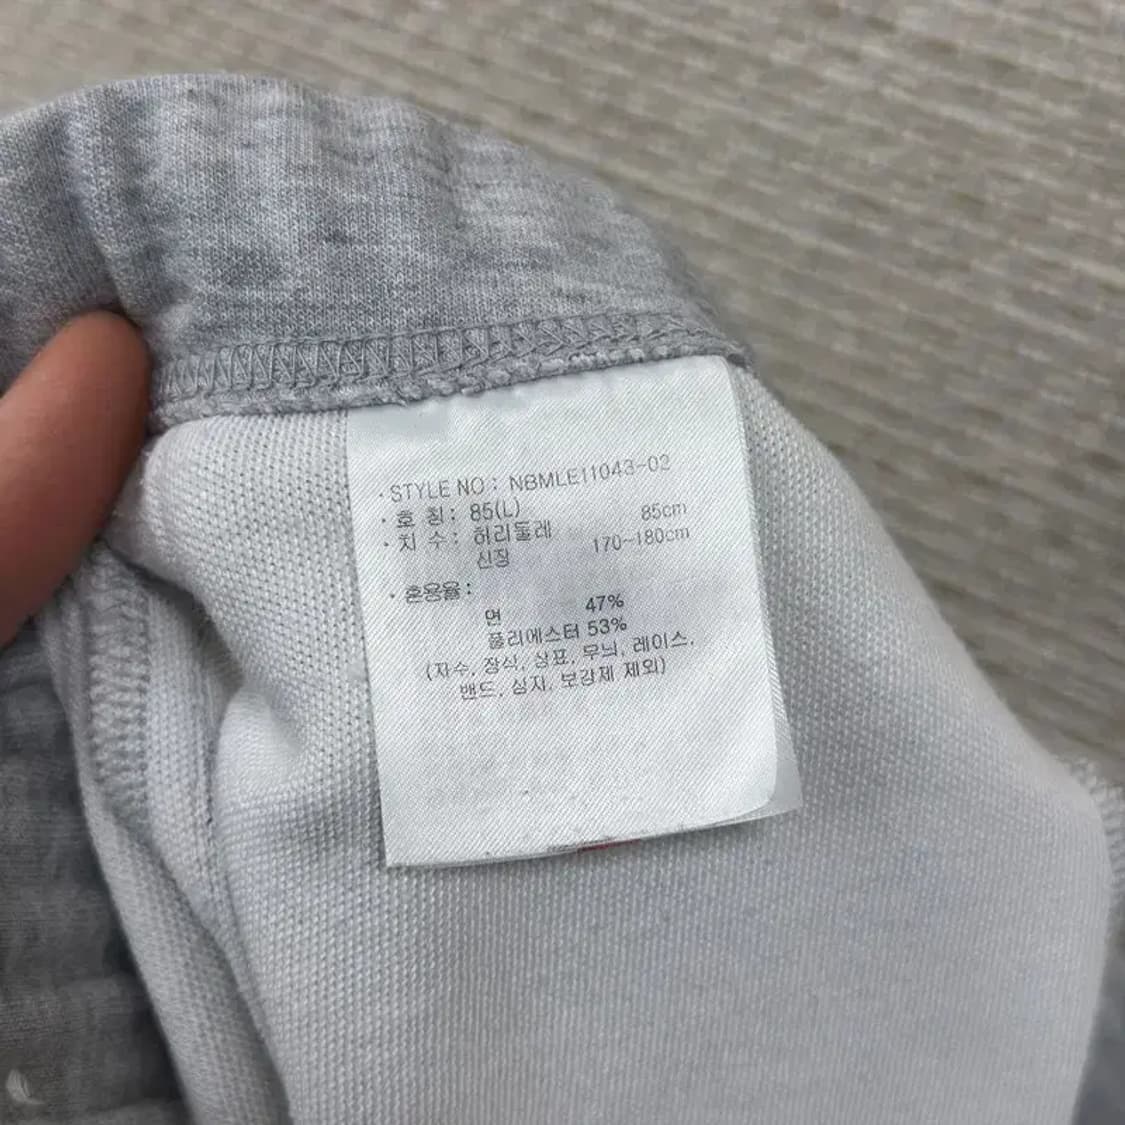 · STYLE NO : NBMLE11043-02
· 호 칭 : 85(L)
· 치 수 : 허리둘레 85cm
신장 170~180cm
· 혼용율 :
면 47%
폴리에스터 53%
(자수, 장식, 상표, 무늬, 레이스.
밴드, 심지, 보강제 제외)